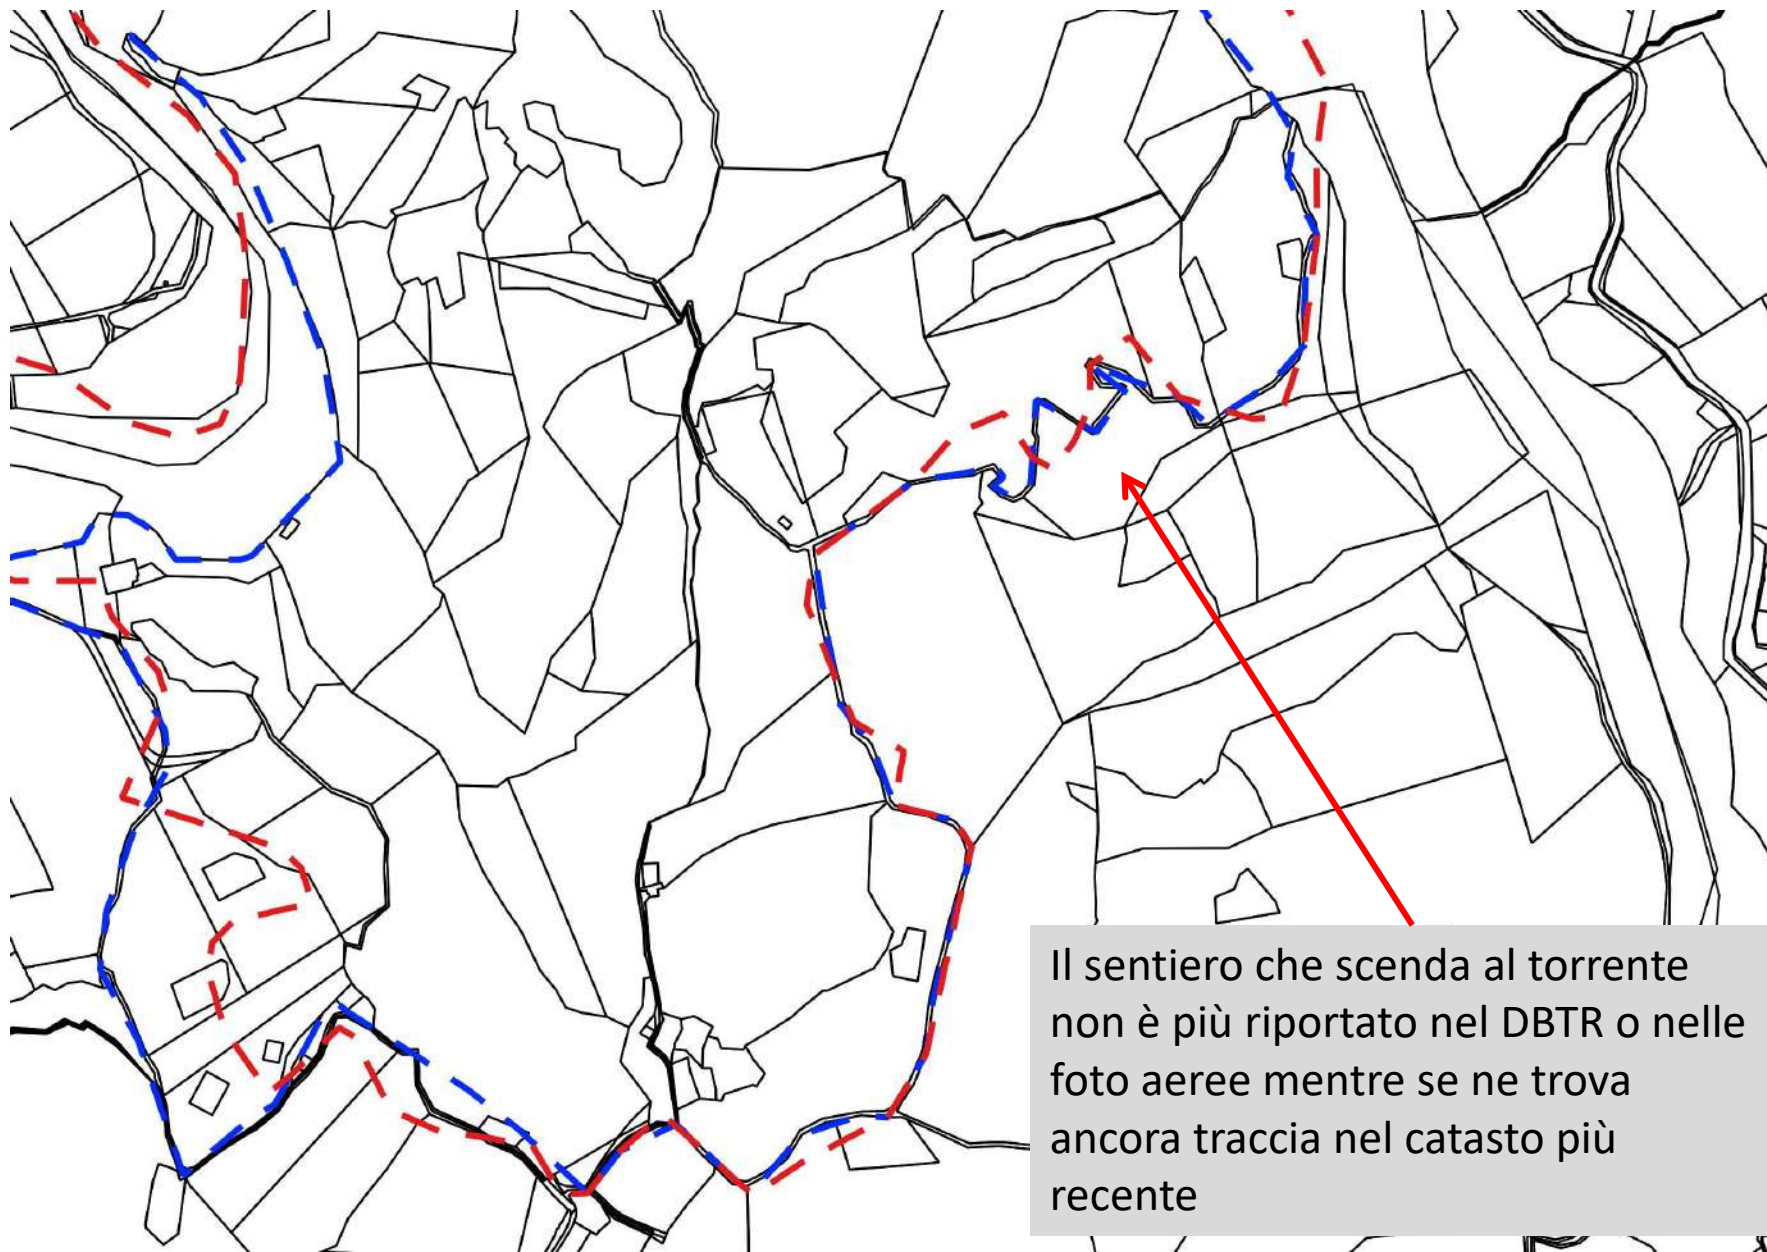 Il sentiero che scenda al torrente
non è più riportato nel DBTR o nelle
foto aeree mentre se ne trova
ancora traccia nel catasto più
recente